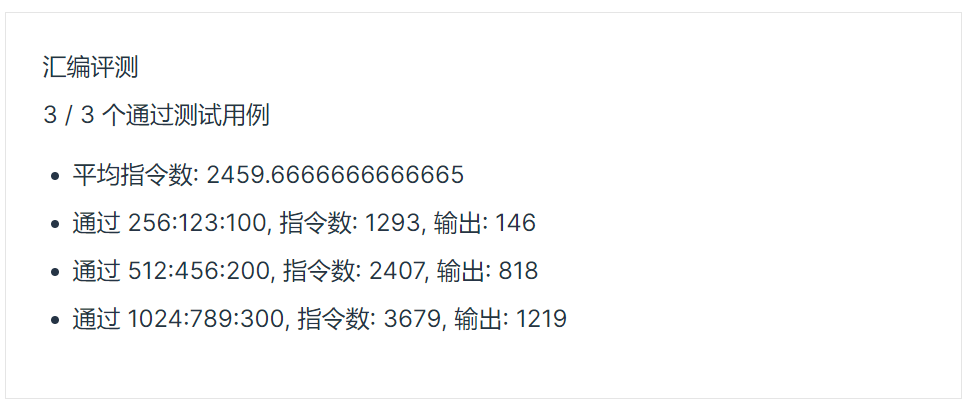 汇编评测
3 / 3 个通过测试用例
平均指令数: 2459.6666666666665
通过 256:123:100, 指令数: 1293, 输出: 146
通过 512:456:200, 指令数: 2407, 输出: 818
通过 1024:789:300, 指令数: 3679, 输出: 1219